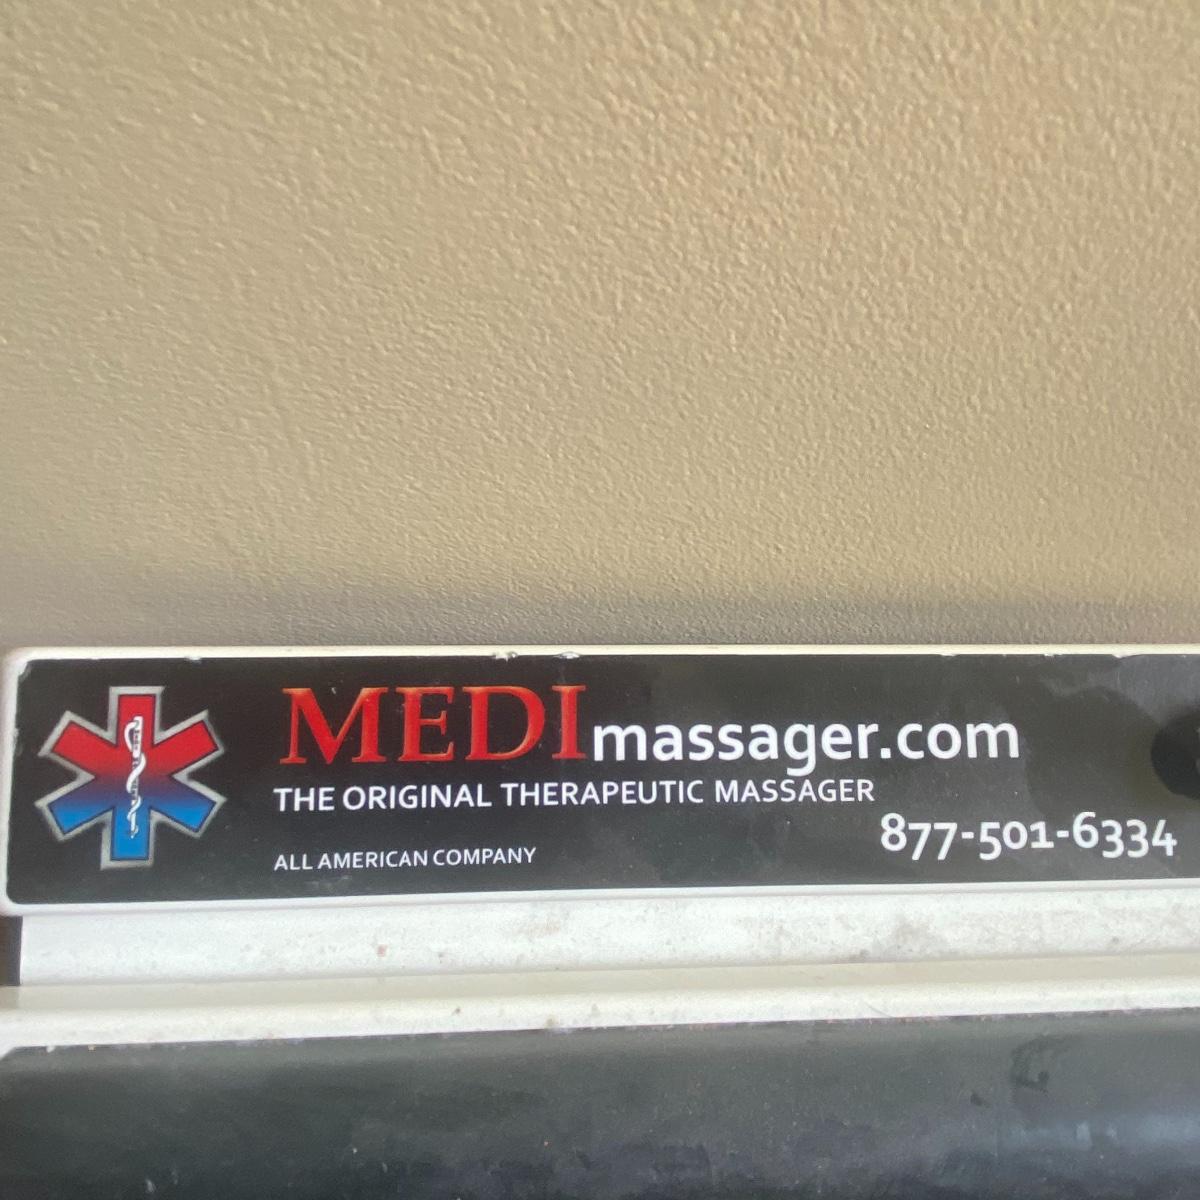 MEDImassager.com
THE ORIGINAL THERAPEUTIC MASSAGER
877-501-6334
ALL AMERICAN COMPANY